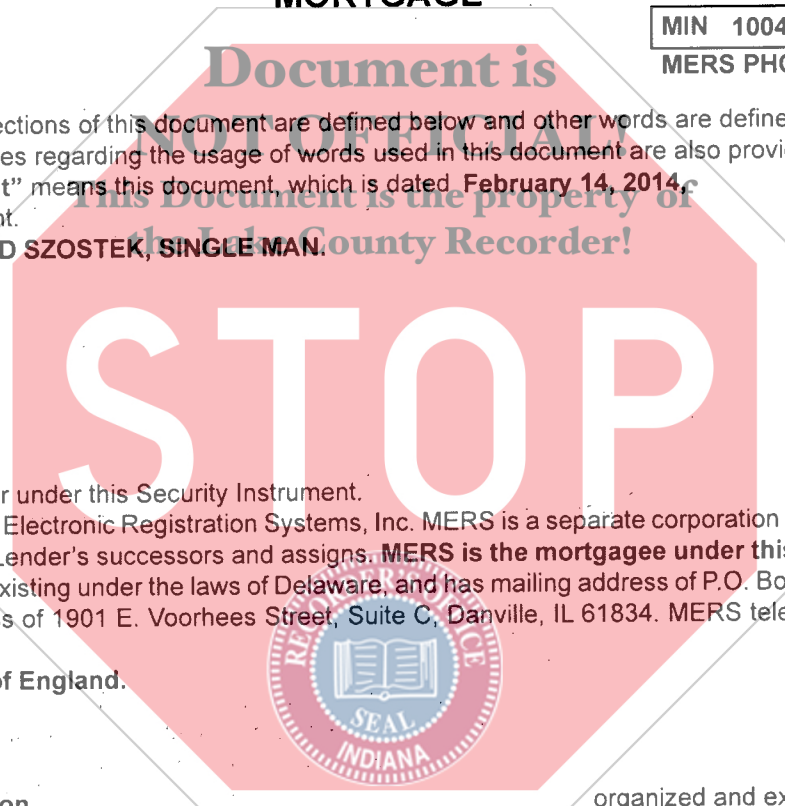 MORTGAGE
MIN 1004
MERS PHO
Document is
ections of this document are defined below and other words are define
NOT OFFICIAL!
es regarding the usage of words used in this document are also provi
t” means this document, which is dated February 14, 2014,
This Document is the property of
nt.
the Lake County Recorder!
D SZOSTEK, SINGLE MAN.
STOP
r under this Security Instrument.
Electronic Registration Systems, Inc. MERS is a separate corporation
Lender's successors and assigns. MERS is the mortgagee under this
xisting under the laws of Delaware, and has mailing address of P.O. Bo
s of 1901 E. Voorhees Street, Suite C, Danville, IL 61834. MERS tele
of England.
RECORDER'S OFFICE
SEAL
INDIANA
on
organized and ex